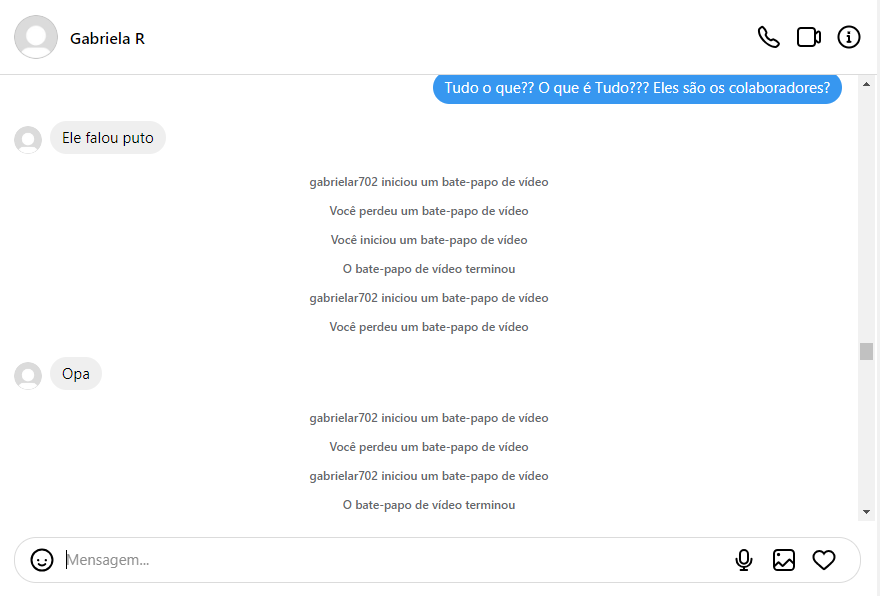 Gabriela R
Tudo o que?? O que é Tudo??? Eles são os colaboradores?
Ele falou puto
gabrielar702 iniciou um bate-papo de vídeo
Você perdeu um bate-papo de vídeo
Você iniciou um bate-papo de vídeo
O bate-papo de vídeo terminou
gabrielar702 iniciou um bate-papo de vídeo
Você perdeu um bate-papo de vídeo
Opa
gabrielar702 iniciou um bate-papo de vídeo
Você perdeu um bate-papo de vídeo
gabrielar702 iniciou um bate-papo de vídeo
O bate-papo de vídeo terminou
Mensagem...